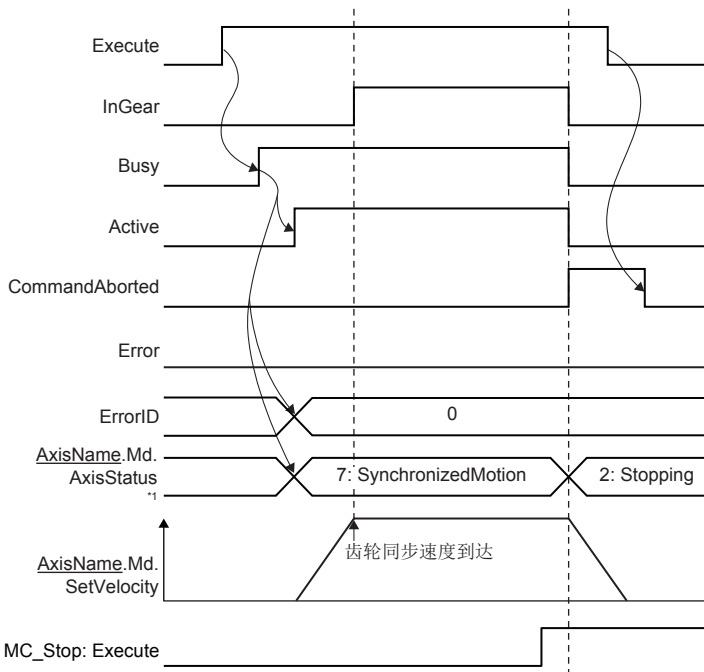 Execute
InGear
Busy
Active
CommandAborted
Error
ErrorID
0
AxisName.Md.
AxisStatus
*1
7: SynchronizedMotion
2: Stopping
齿轮同步速度到达
AxisName.Md.
SetVelocity
MC_Stop: Execute